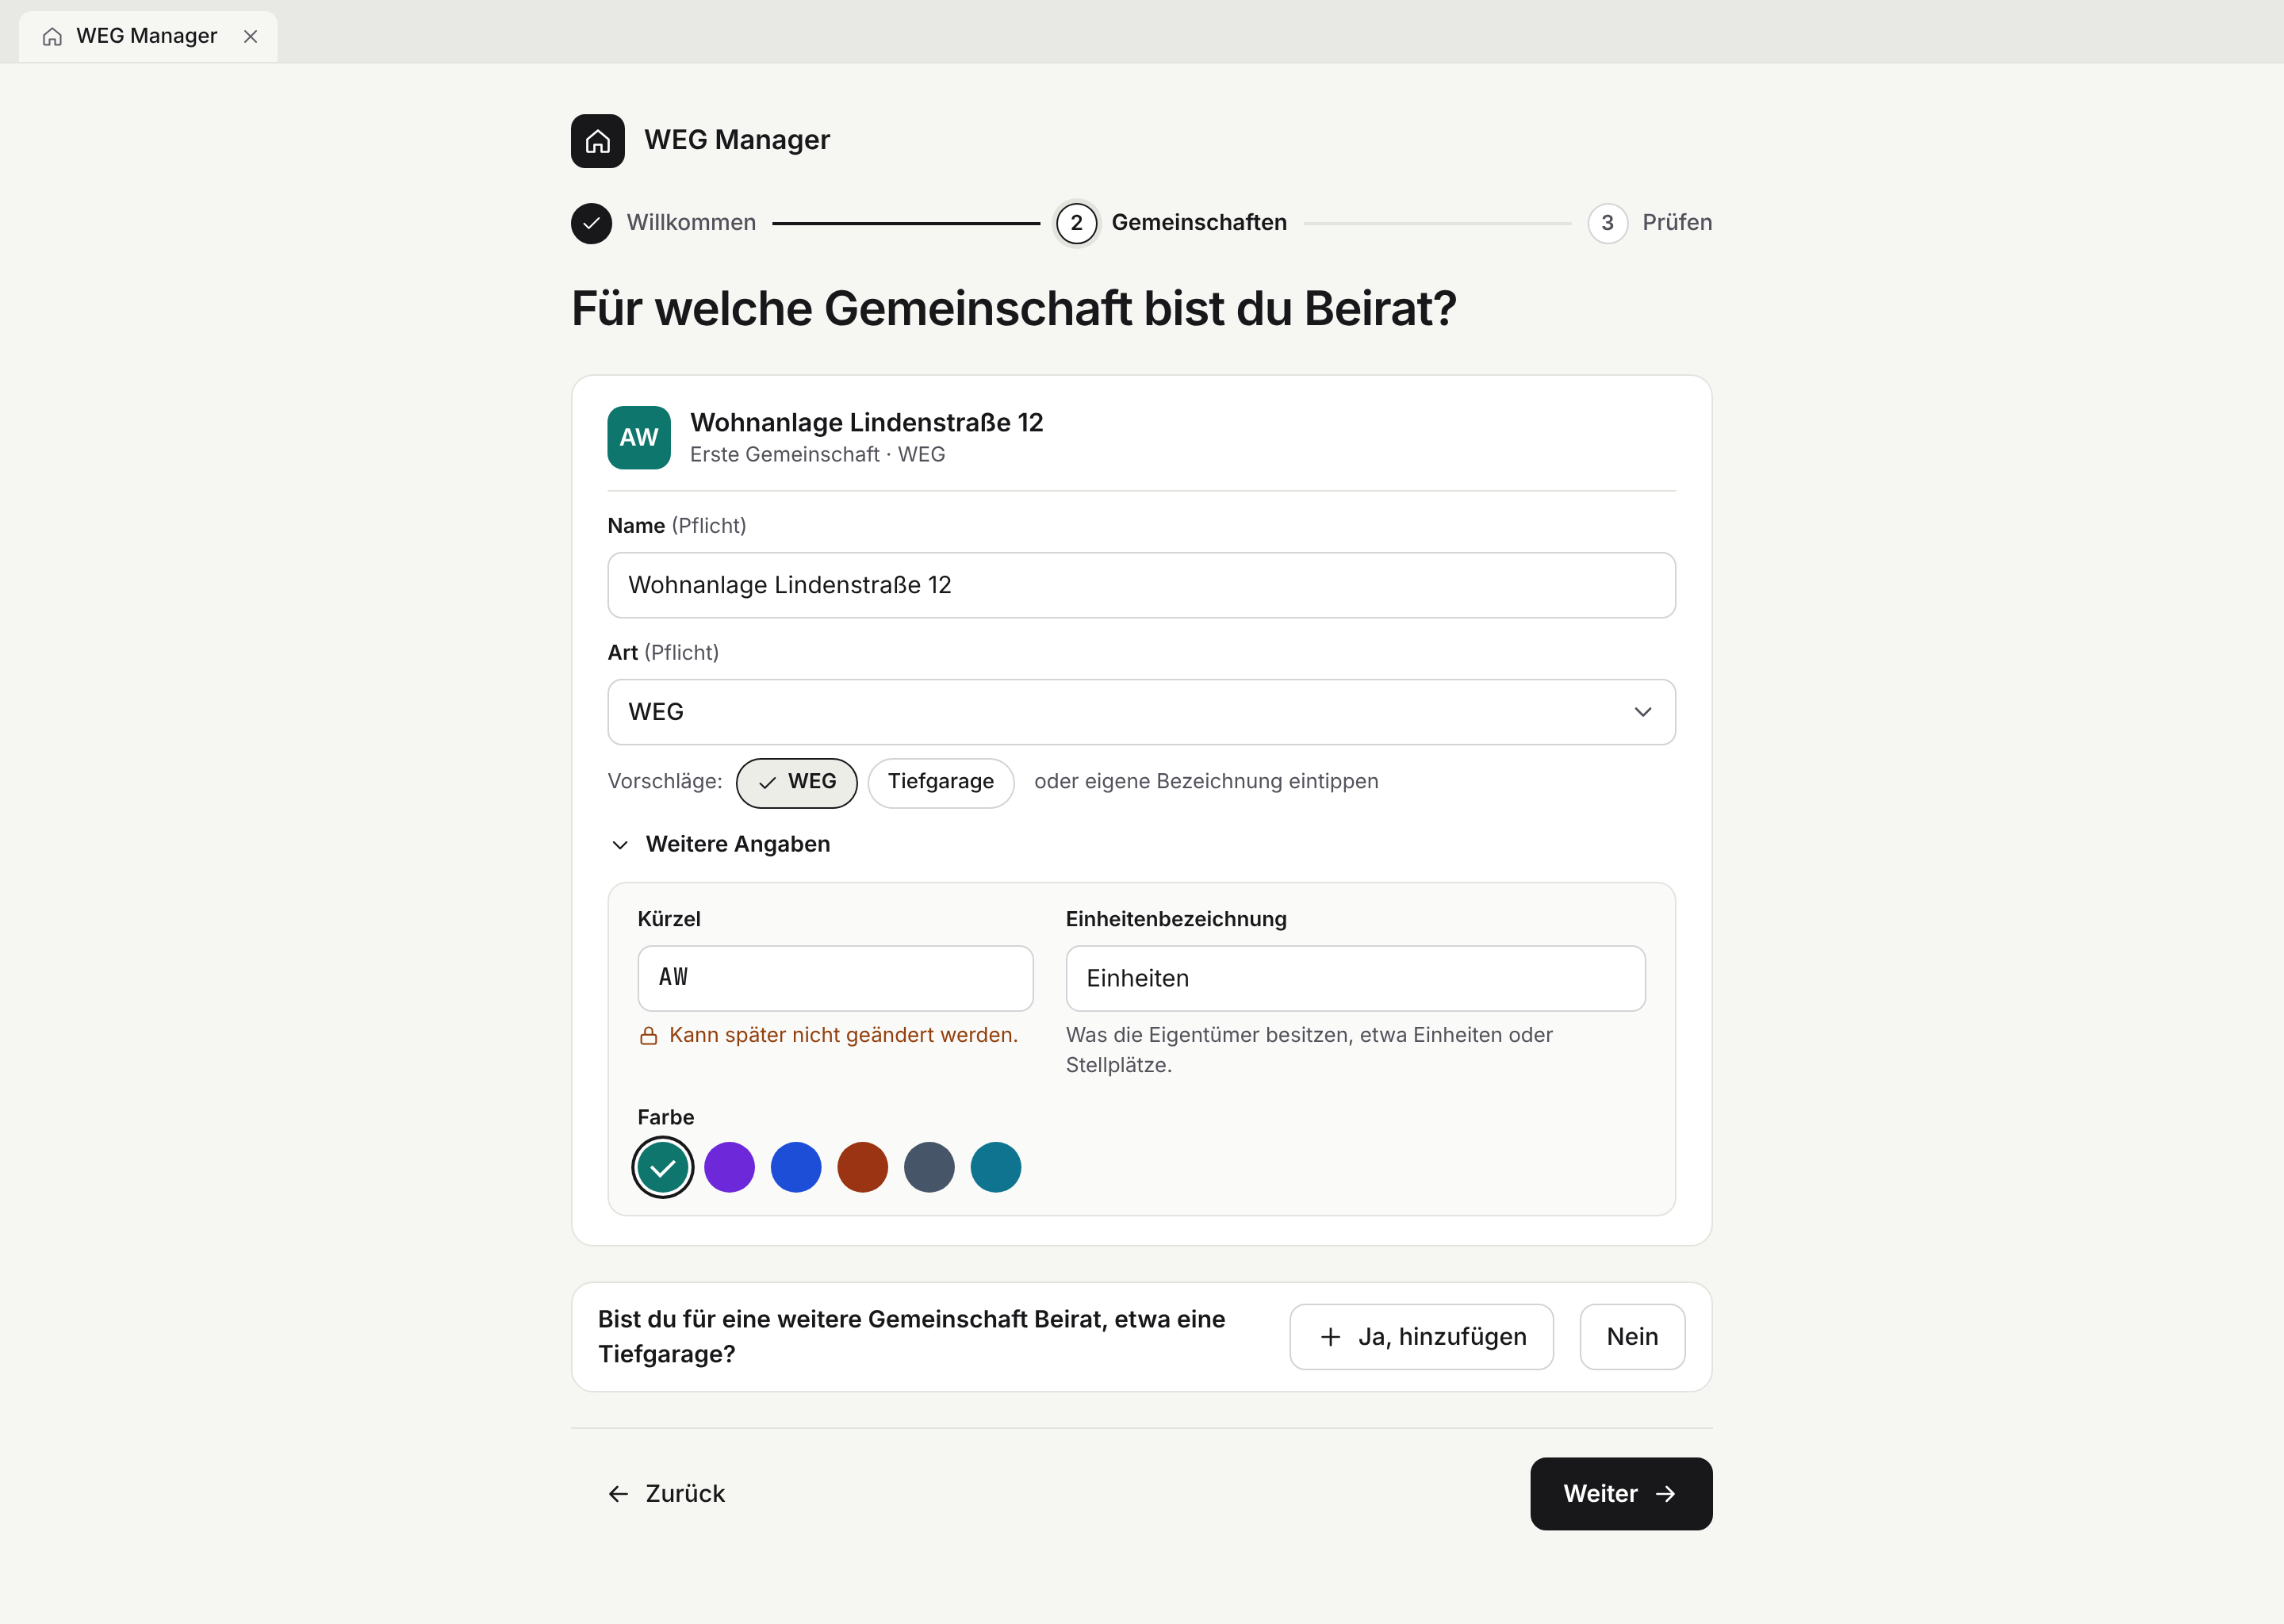 WEG Manager
WEG Manager
Willkommen
2 Gemeinschaften
3 Prüfen
Für welche Gemeinschaft bist du Beirat?
AW
Wohnanlage Lindenstraße 12
Erste Gemeinschaft · WEG
Name (Pflicht)
Wohnanlage Lindenstraße 12
Art (Pflicht)
WEG
Vorschläge: WEG Tiefgarage oder eigene Bezeichnung eintippen
Weitere Angaben
Kürzel
AW
Kann später nicht geändert werden.
Einheitenbezeichnung
Einheiten
Was die Eigentümer besitzen, etwa Einheiten oder
Stellplätze.
Farbe
Bist du für eine weitere Gemeinschaft Beirat, etwa eine
Tiefgarage?
Ja, hinzufügen
Nein
Zurück
Weiter